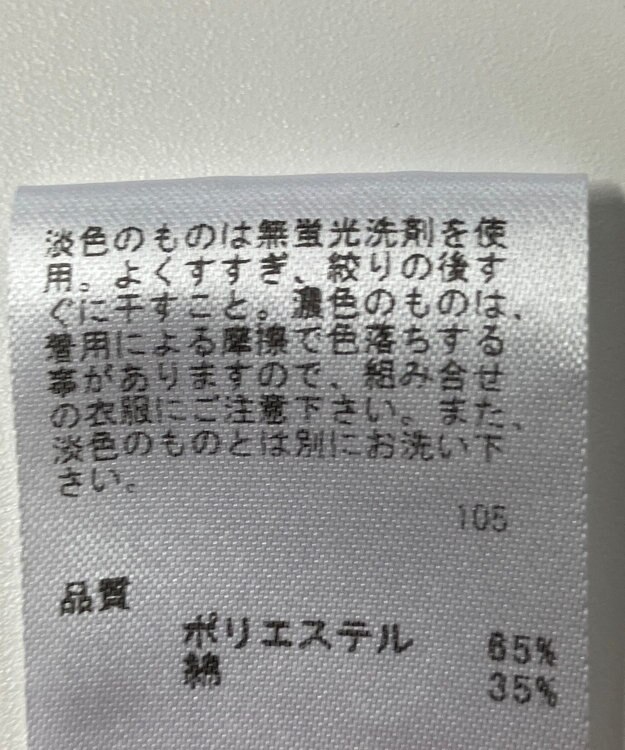 淡色のものは無蛍光洗剤を使
用。よくすすぎ、絞りの後す
ぐに干すこと。濃色のものは、
着用による摩擦で色落ちする
事がありますので、組み合せ
の衣服にご注意下さい。また、
淡色のものとは別にお洗い下
さい。
105
品質
ポリエステル 65%
綿 35%